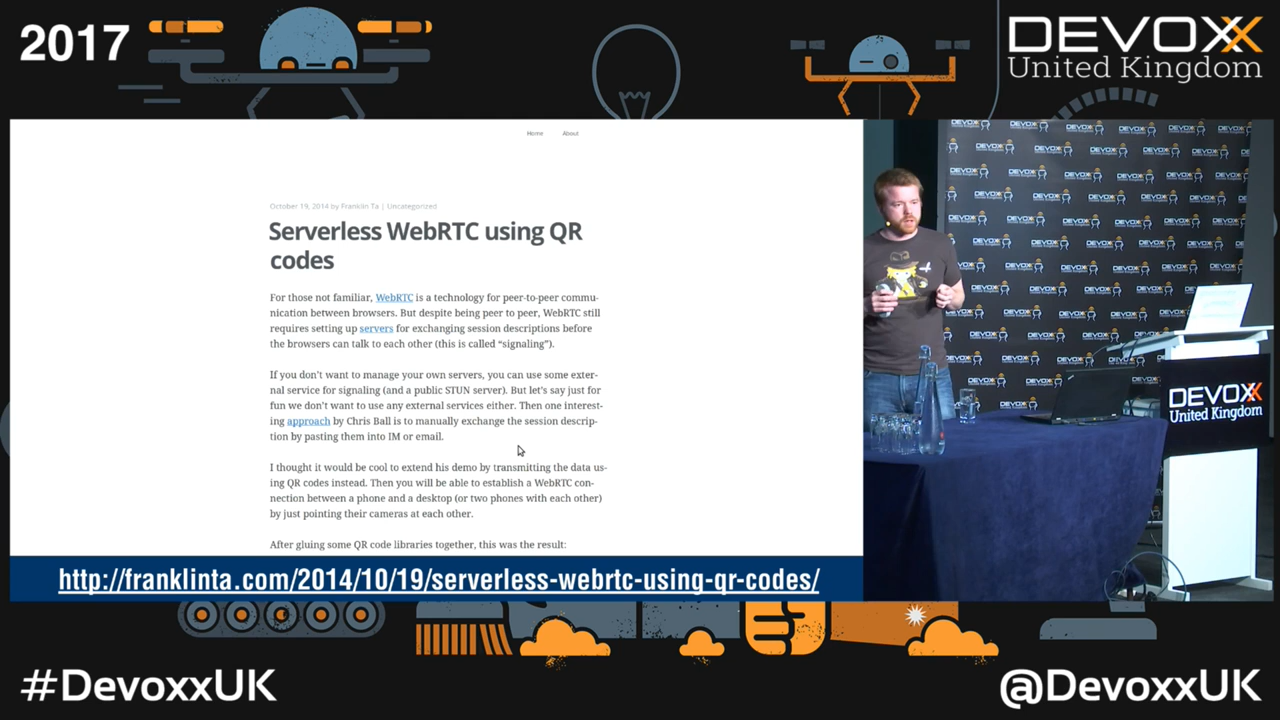 2017
DEVOXX
United Kingdom
Home About
October 19, 2014 by Franklin Ta | Uncategorized
Serverless WebRTC using QR
codes
For those not familiar, WebRTC is a technology for peer-to-peer commu-
nication between browsers. But despite being peer to peer, WebRTC still
requires setting up servers for exchanging session descriptions before
the browsers can talk to each other (this is called “signaling”).
If you don’t want to manage your own servers, you can use some exter-
nal service for signaling (and a public STUN server). But let’s say just for
fun we don’t want to use any external services either. Then one interest-
ing approach by Chris Ball is to manually exchange the session descrip-
tion by pasting them into IM or email.
I thought it would be cool to extend his demo by transmitting the data us-
ing QR codes instead. Then you will be able to establish a WebRTC con-
nection between a phone and a desktop (or two phones with each other)
by just pointing their cameras at each other.
After gluing some QR code libraries together, this was the result:
http://franklinta.com/2014/10/19/serverless-webrtc-using-qr-codes/
DEVOXX
United Kingdom
#DevoxxUK
@DevoxxUK